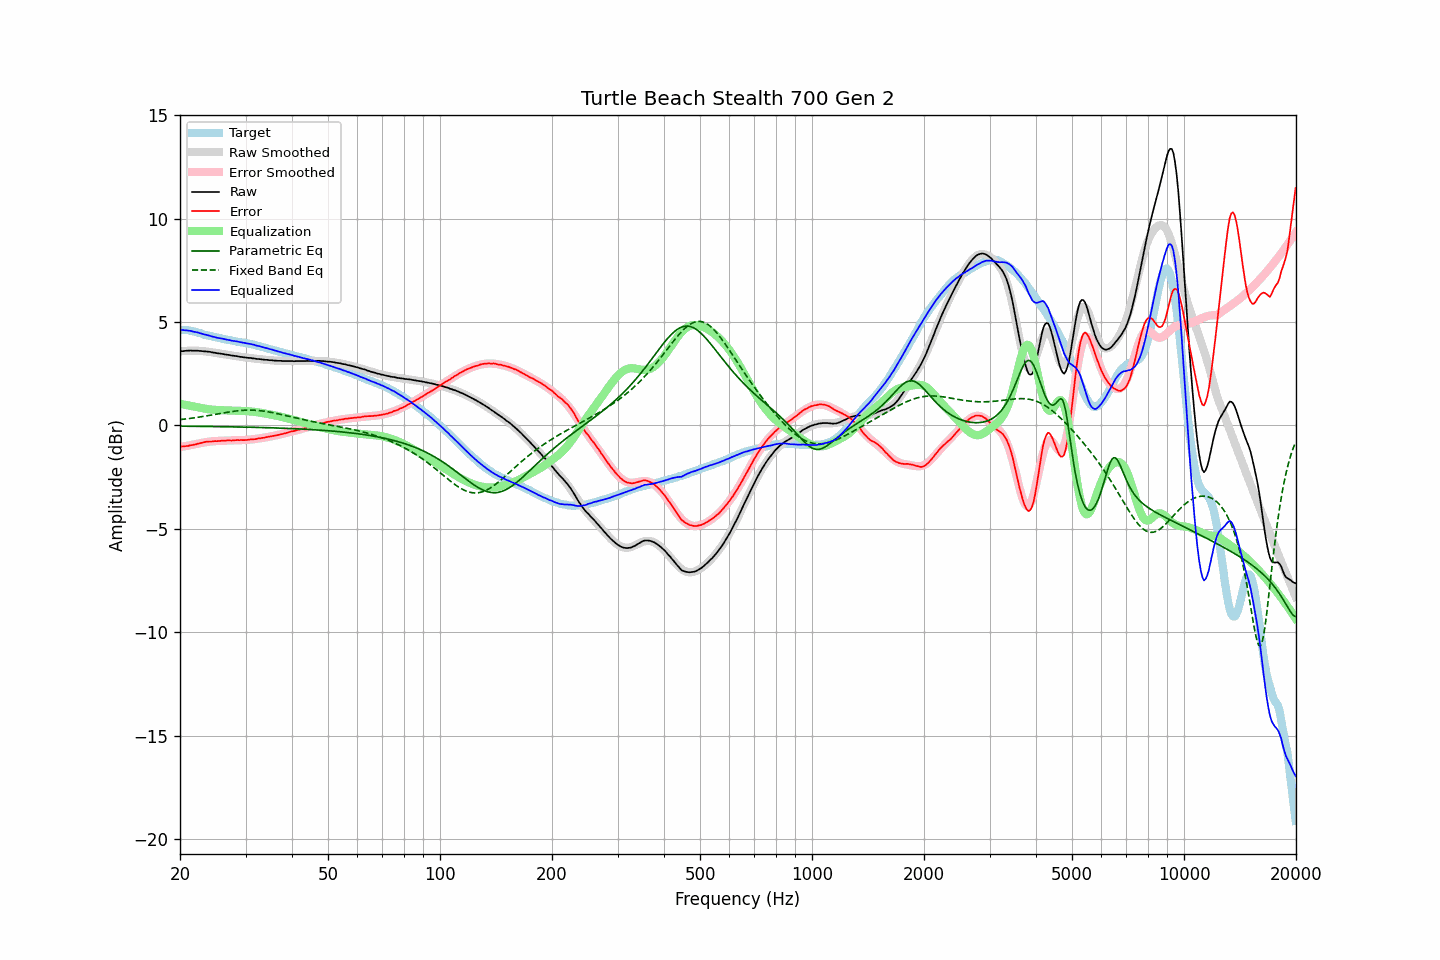 Turtle Beach Stealth 700 Gen 2
Target
Raw Smoothed
Error Smoothed
Raw
Error
Equalization
Parametric Eq
Fixed Band Eq
Equalized
15
10
5
0
−5
−10
−15
−20
Amplitude (dBr)
20
50
100
200
500
1000
2000
5000
10000
20000
Frequency (Hz)